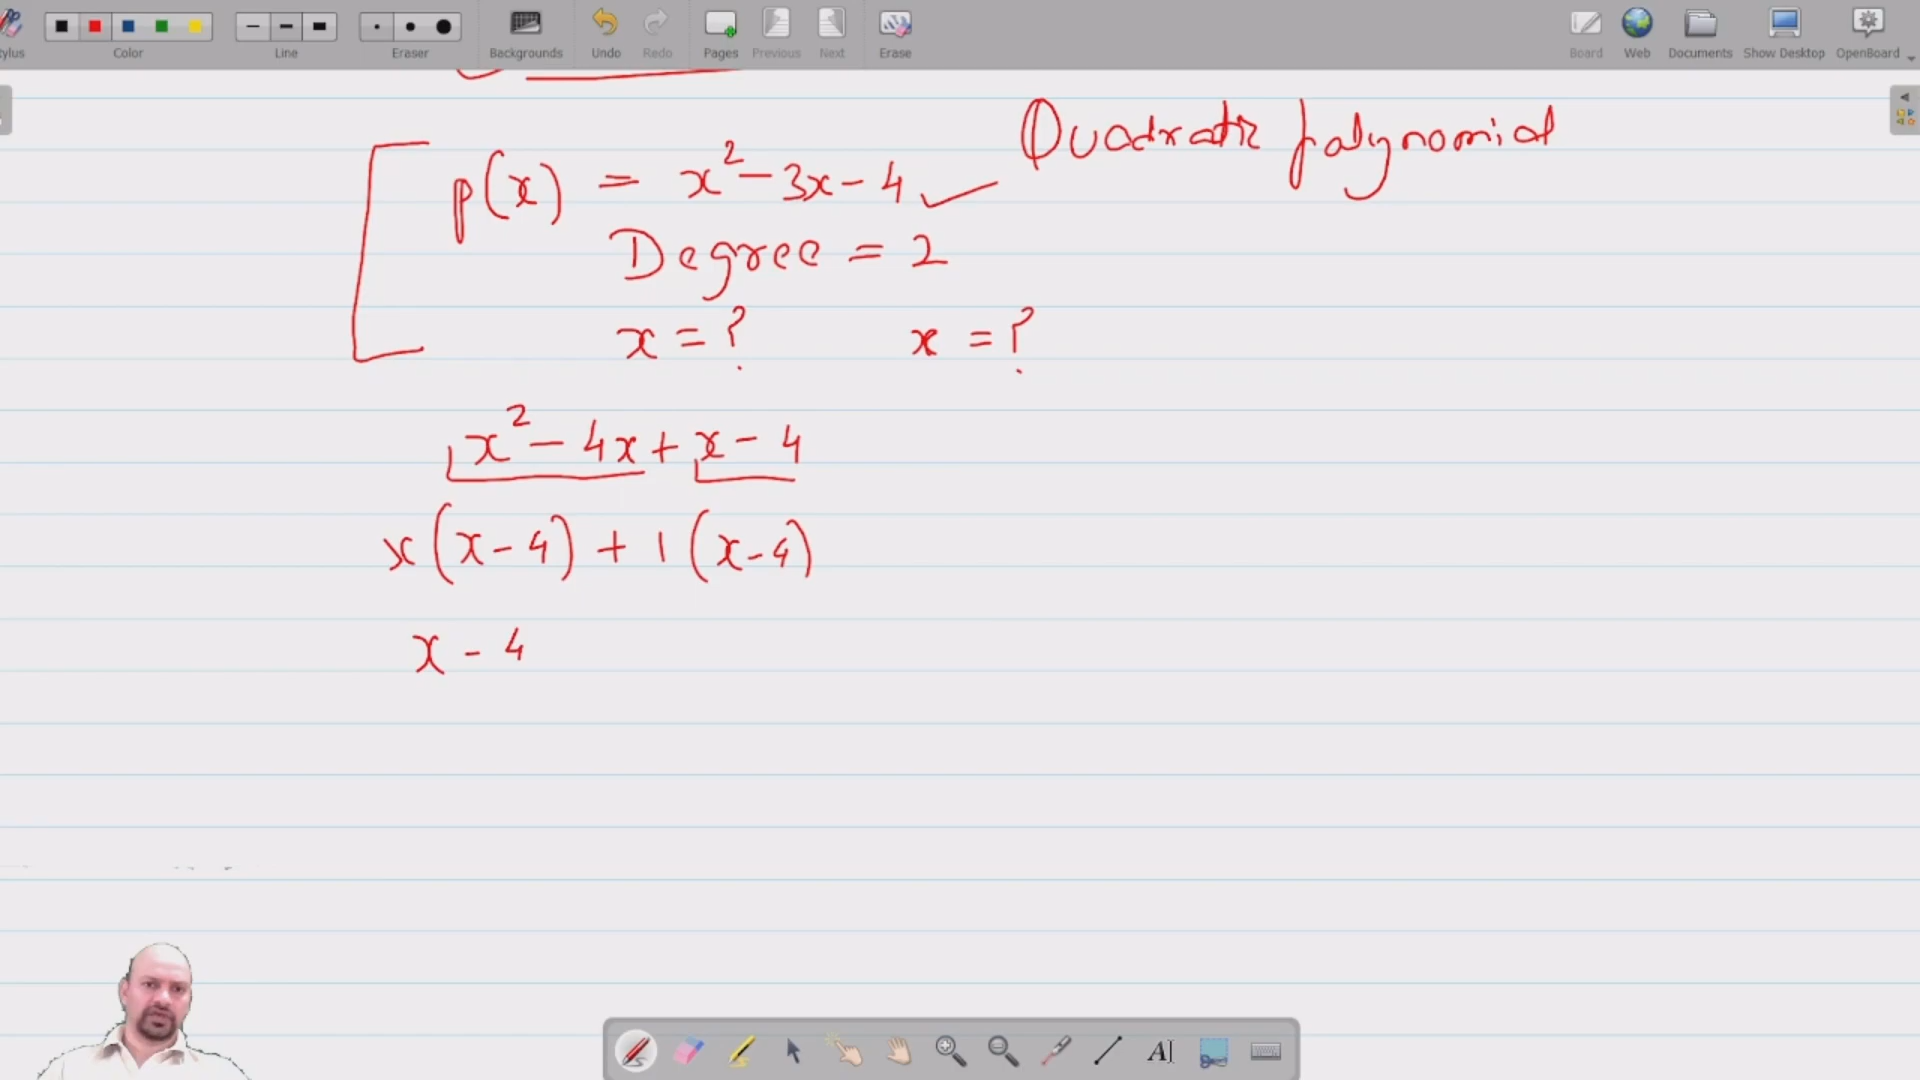 Stylus Color Line Eraser Backgrounds Undo Redo Pages Previous Next Erase Board Web Documents Show Desktop OpenBoard
Quadratic polynomial
p(x) = x² - 3x - 4 ✓
Degree = 2
x = ? x = ?
x² - 4x + x - 4
x(x-4) + 1(x-4)
x - 4